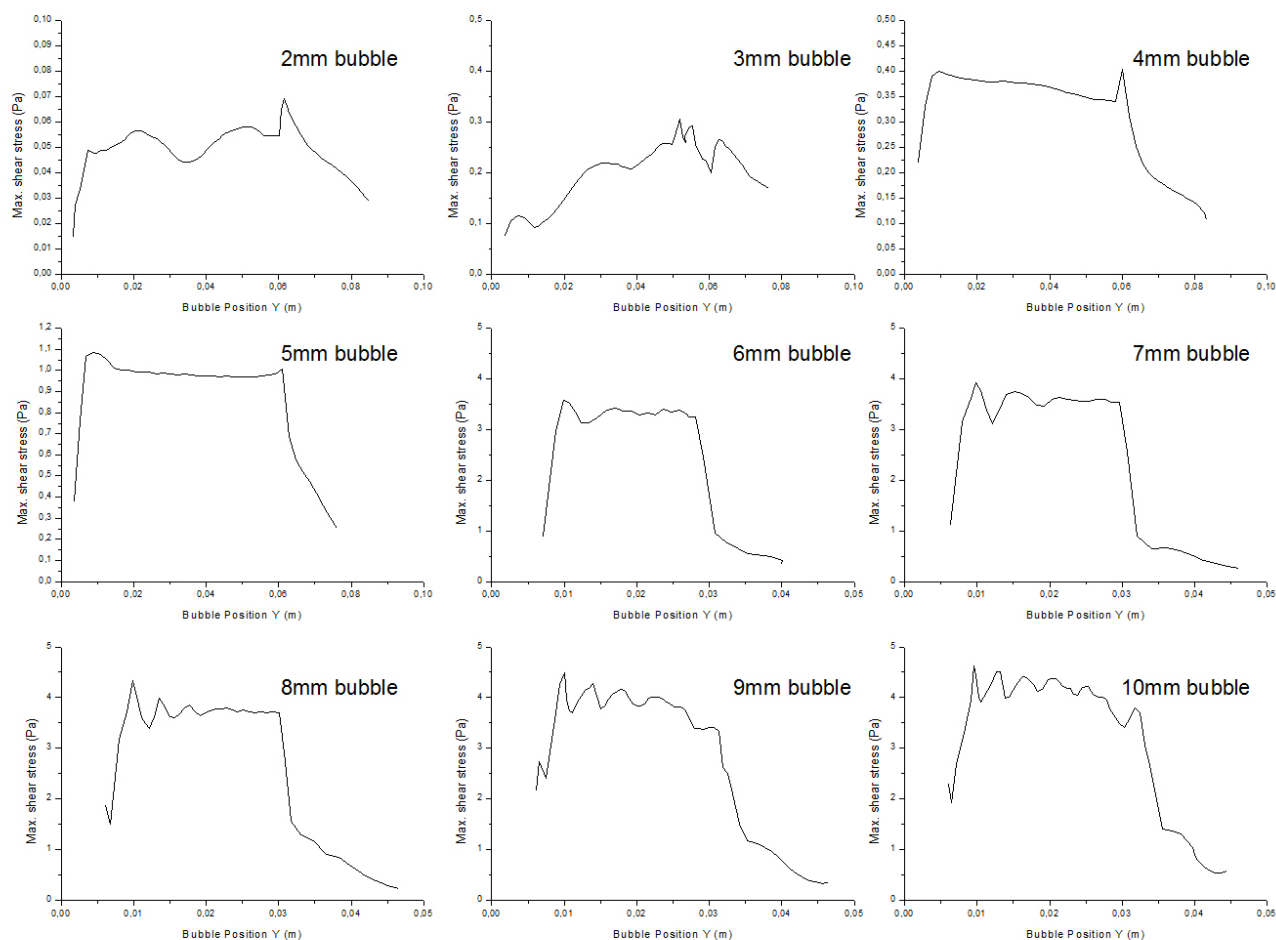 2mm bubble
Max. shear stress (Pa)
0,10
0,09
0,08
0,07
0,06
0,05
0,04
0,03
0,02
0,01
0,00
0,00 0,02 0,04 0,06 0,08 0,10
Bubble Position Y (m)
3mm bubble
Max. shear stress (Pa)
0,5
0,4
0,3
0,2
0,1
0,0
0,00 0,02 0,04 0,06 0,08 0,10
Bubble Position Y (m)
4mm bubble
Max. shear stress (Pa)
0,50
0,45
0,40
0,35
0,30
0,25
0,20
0,15
0,10
0,05
0,00
0,00 0,02 0,04 0,06 0,08 0,10
Bubble Position Y (m)
5mm bubble
Max. shear stress (Pa)
1,2
1,1
1,0
0,9
0,8
0,7
0,6
0,5
0,4
0,3
0,2
0,1
0,0
0,00 0,02 0,04 0,06 0,08 0,10
Bubble Position Y (m)
6mm bubble
Max. shear stress (Pa)
5
4
3
2
1
0
0,00 0,01 0,02 0,03 0,04 0,05
Bubble Position Y (m)
7mm bubble
Max. shear stress (Pa)
5
4
3
2
1
0
0,00 0,01 0,02 0,03 0,04 0,05
Bubble Position Y (m)
8mm bubble
Max. shear stress (Pa)
5
4
3
2
1
0
0,00 0,01 0,02 0,03 0,04 0,05
Bubble Position Y (m)
9mm bubble
Max. shear stress (Pa)
5
4
3
2
1
0
0,00 0,01 0,02 0,03 0,04 0,05
Bubble Position Y (m)
10mm bubble
Max. shear stress (Pa)
5
4
3
2
1
0
0,00 0,01 0,02 0,03 0,04 0,05
Bubble Position Y (m)